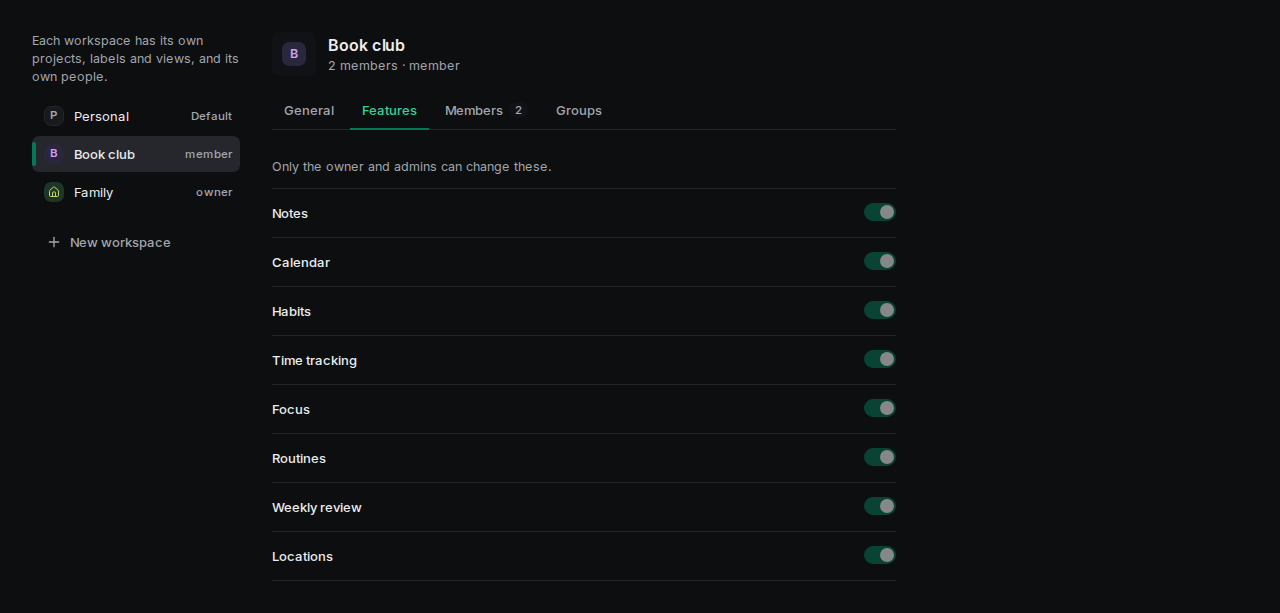 Each workspace has its own
projects, labels and views, and its
own people.
P Personal Default
B Book club member
Family owner
New workspace
B
Book club
2 members · member
General Features Members 2 Groups
Only the owner and admins can change these.
Notes
Calendar
Habits
Time tracking
Focus
Routines
Weekly review
Locations